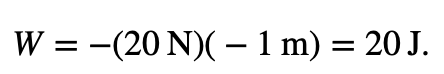 W = −(20 N)( − 1 m) = 20 J.